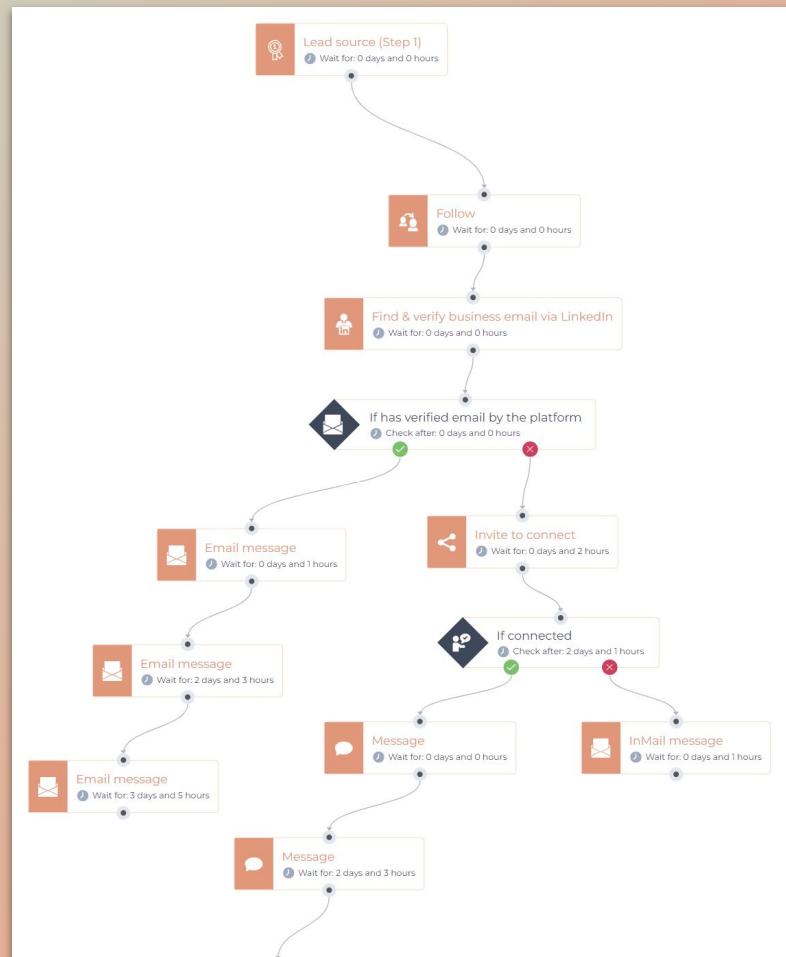 Lead source (Step 1)
Wait for: 0 days and 0 hours
Follow
Wait for: 0 days and 0 hours
Find & verify business email via LinkedIn
Wait for: 0 days and 0 hours
If has verified email by the platform
Check after: 0 days and 0 hours
Email message
Wait for: 0 days and 1 hours
Invite to connect
Wait for: 0 days and 2 hours
If connected
Check after: 2 days and 1 hours
Email message
Wait for: 2 days and 3 hours
Message
Wait for: 0 days and 0 hours
InMail message
Wait for: 0 days and 1 hours
Email message
Wait for: 3 days and 5 hours
Message
Wait for: 2 days and 3 hours